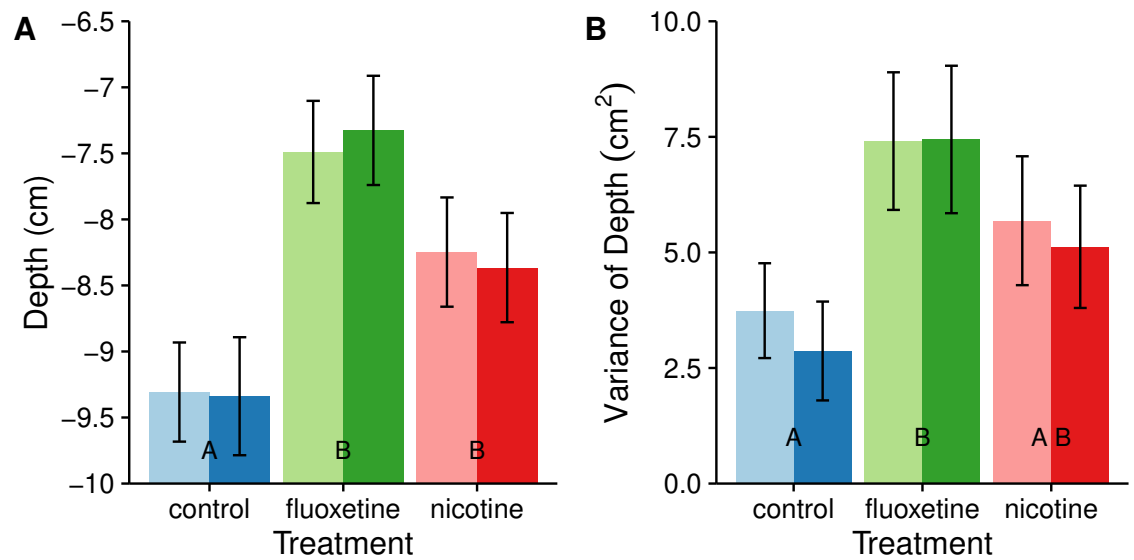 A
Depth (cm)
−6.5
−7
−7.5
−8
−8.5
−9
−9.5
−10
A
B
B
control
fluoxetine
nicotine
Treatment
B
Variance of Depth (cm²)
10.0
7.5
5.0
2.5
0.0
A
B
A B
control
fluoxetine
nicotine
Treatment